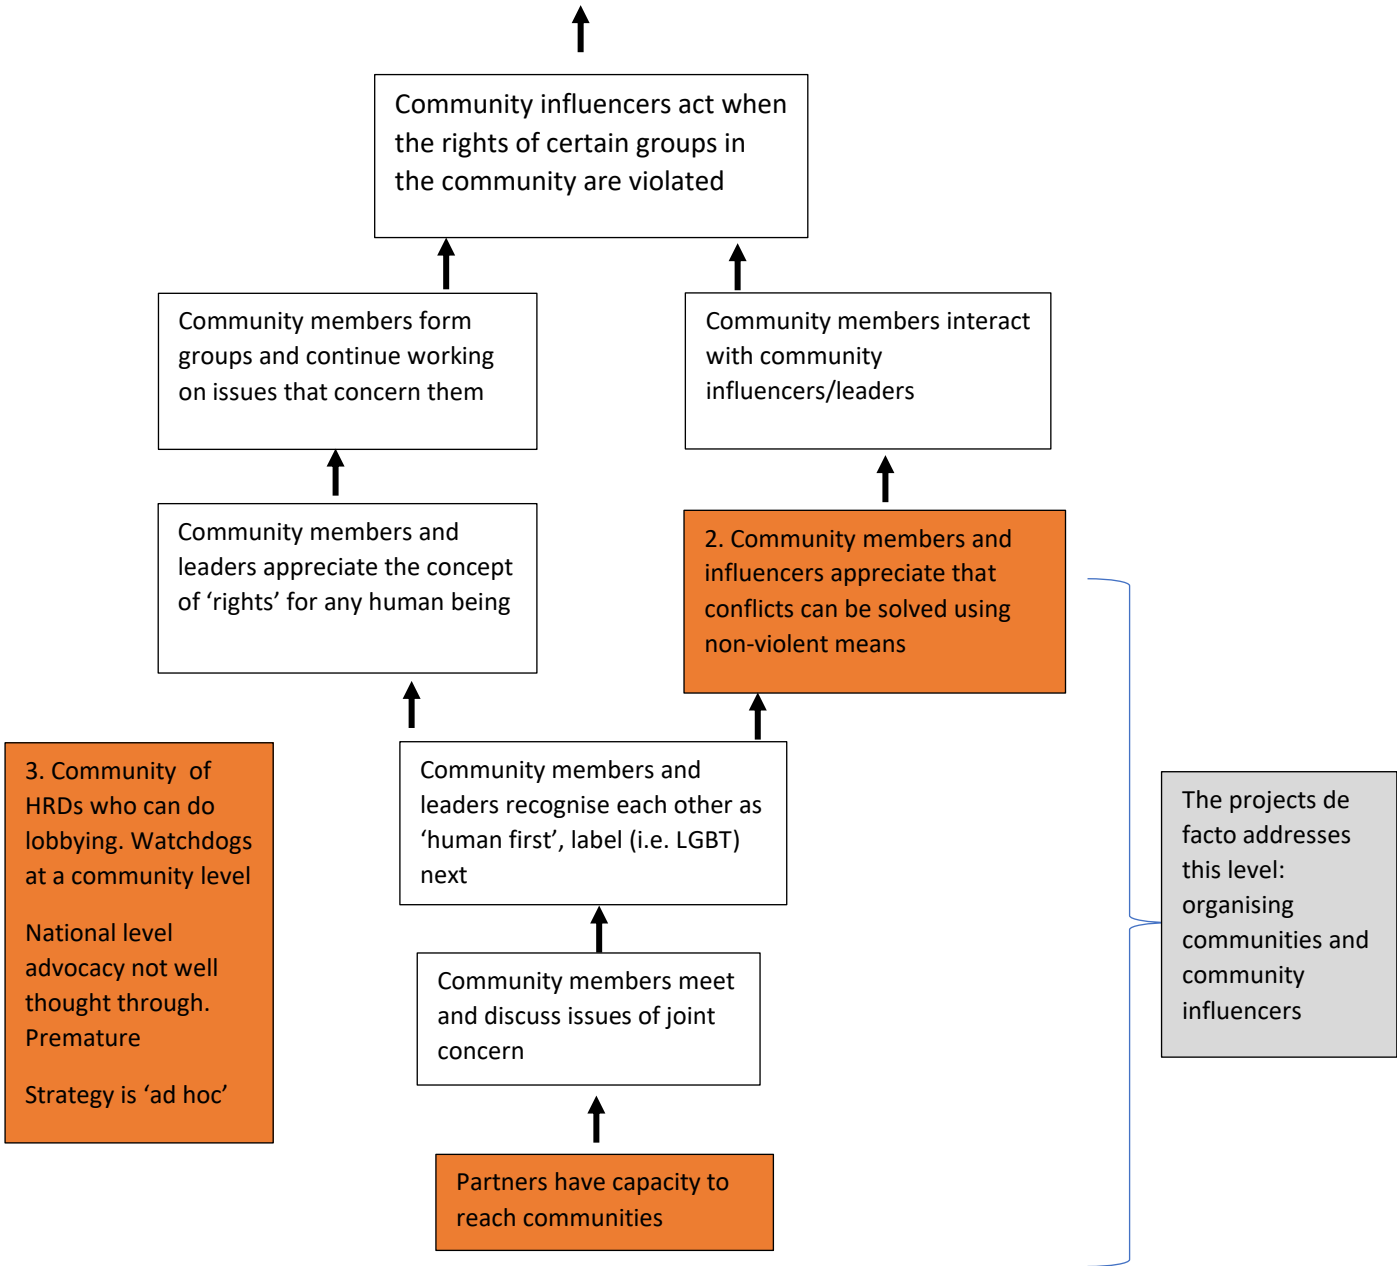 Community influencers act when
the rights of certain groups in
the community are violated
Community members form
groups and continue working
on issues that concern them
Community members interact
with community
influencers/leaders
Community members and
leaders appreciate the concept
of ‘rights’ for any human being
2. Community members and
influencers appreciate that
conflicts can be solved using
non-violent means
3. Community of
HRDs who can do
lobbying. Watchdogs
at a community level
National level
advocacy not well
thought through.
Premature
Strategy is ‘ad hoc’
Community members and
leaders recognise each other as
‘human first’, label (i.e. LGBT)
next
The projects de
facto addresses
this level:
organising
communities and
community
influencers
Community members meet
and discuss issues of joint
concern
Partners have capacity to
reach communities